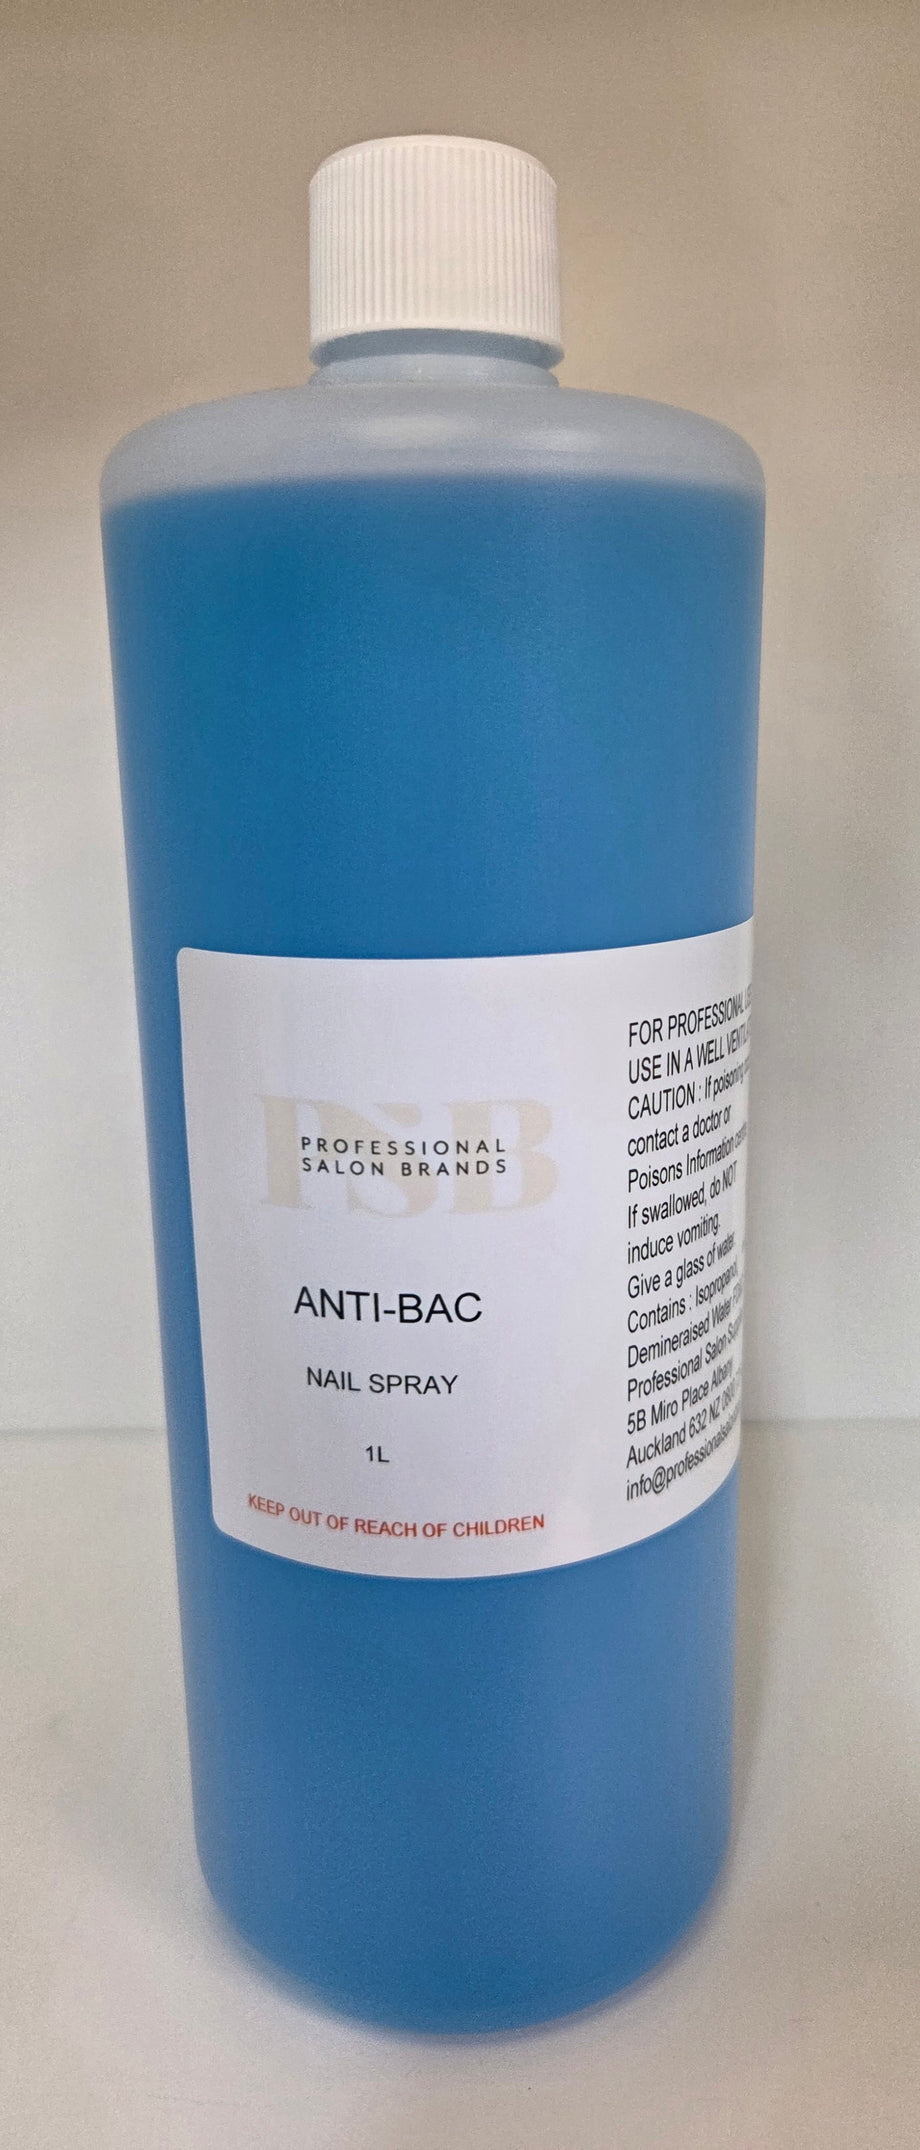 PSB
PROFESSIONAL
SALON BRANDS
ANTI-BAC
NAIL SPRAY
1L
KEEP OUT OF REACH OF CHILDREN
FOR PROFESSIONAL
USE IN A WELL
CAUTION : If poisoning
contact a doctor or
Poisons Information
If swallowed, do NOT
induce vomiting.
Give a glass of water.
Contains : Isopropanol,
Demineraised Water
Professional Salon
5B Miro Place Albany
Auckland 632 NZ